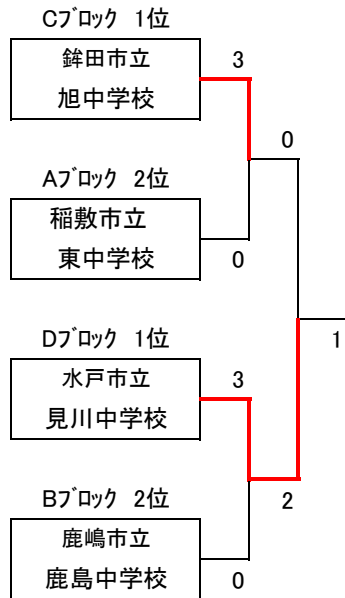 Cﾌﾞﾛｯｸ 1位
鉾田市立
旭中学校
3
0
Aﾌﾞﾛｯｸ 2位
稲敷市立
東中学校
0
1
Dﾌﾞﾛｯｸ 1位
水戸市立
見川中学校
3
2
Bﾌﾞﾛｯｸ 2位
鹿嶋市立
鹿島中学校
0